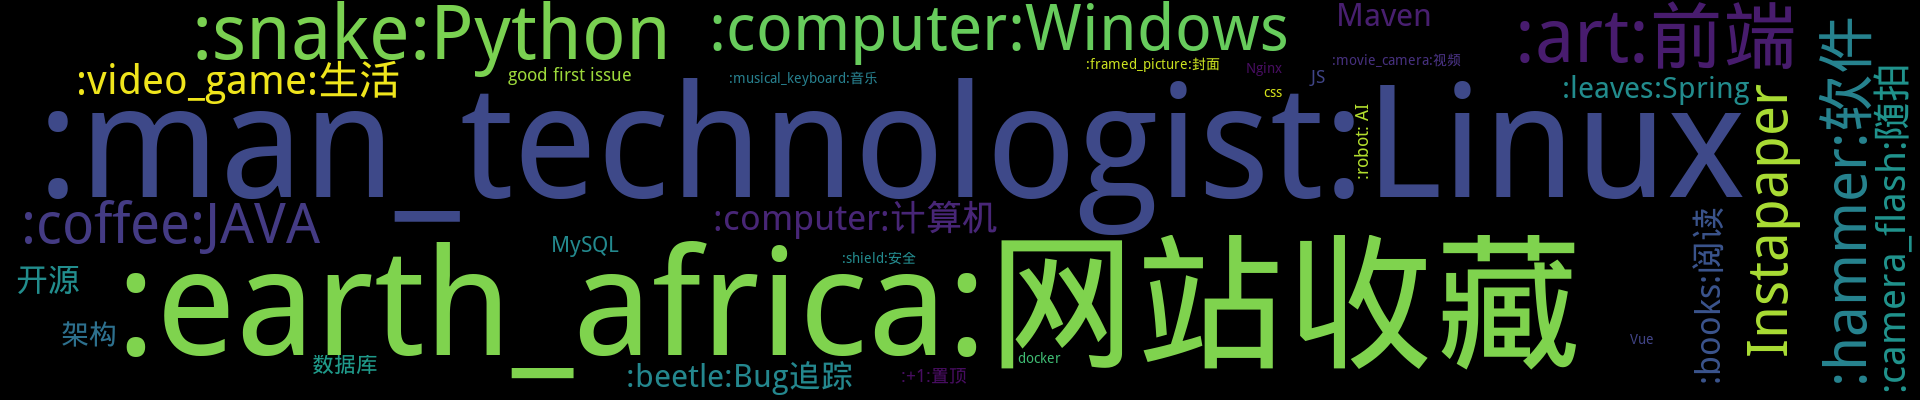 :snake:Python
:computer:Windows
Maven
:art:前端
:video_game:生活
good first issue
:musical_keyboard:音乐
:framed_picture:封面
Nginx
JS
:movie_camera:视频
css
:leaves:Spring
:man_technologist:Linux
:robot: AI
:coffee:JAVA
:computer:计算机
MySQL
:shield:安全
开源
:earth_africa:网站收藏
架构
数据库
docker
:beetle:Bug追踪
:+1:置顶
Vue
:books:阅读
Instapaper
:hammer:软件
:camera_flash:随拍